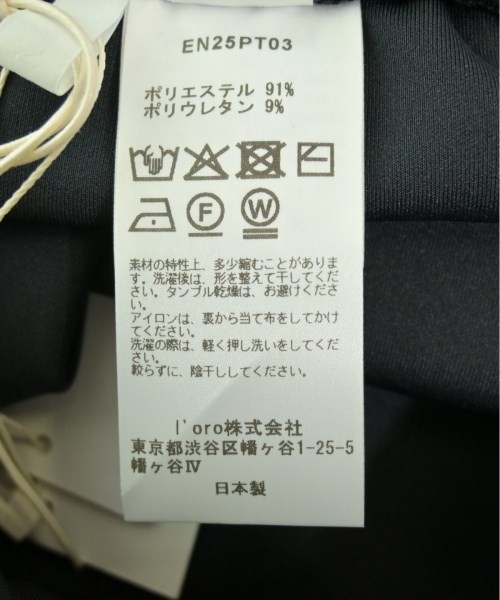 EN25PT03
ポリエステル 91%
ポリウレタン 9%
F
W
素材の特性上、多少縮むことがありま
す。洗濯後は、形を整えて干してくだ
さい。タンブル乾燥は、お避けくださ
い。
アイロンは、裏から当て布をしてかけ
てください。
洗濯の際は、軽く押し洗いをしてくだ
さい。
絞らずに、陰干ししてください。
l'oro株式会社
東京都渋谷区幡ヶ谷1-25-5
幡ヶ谷Ⅳ
日本製